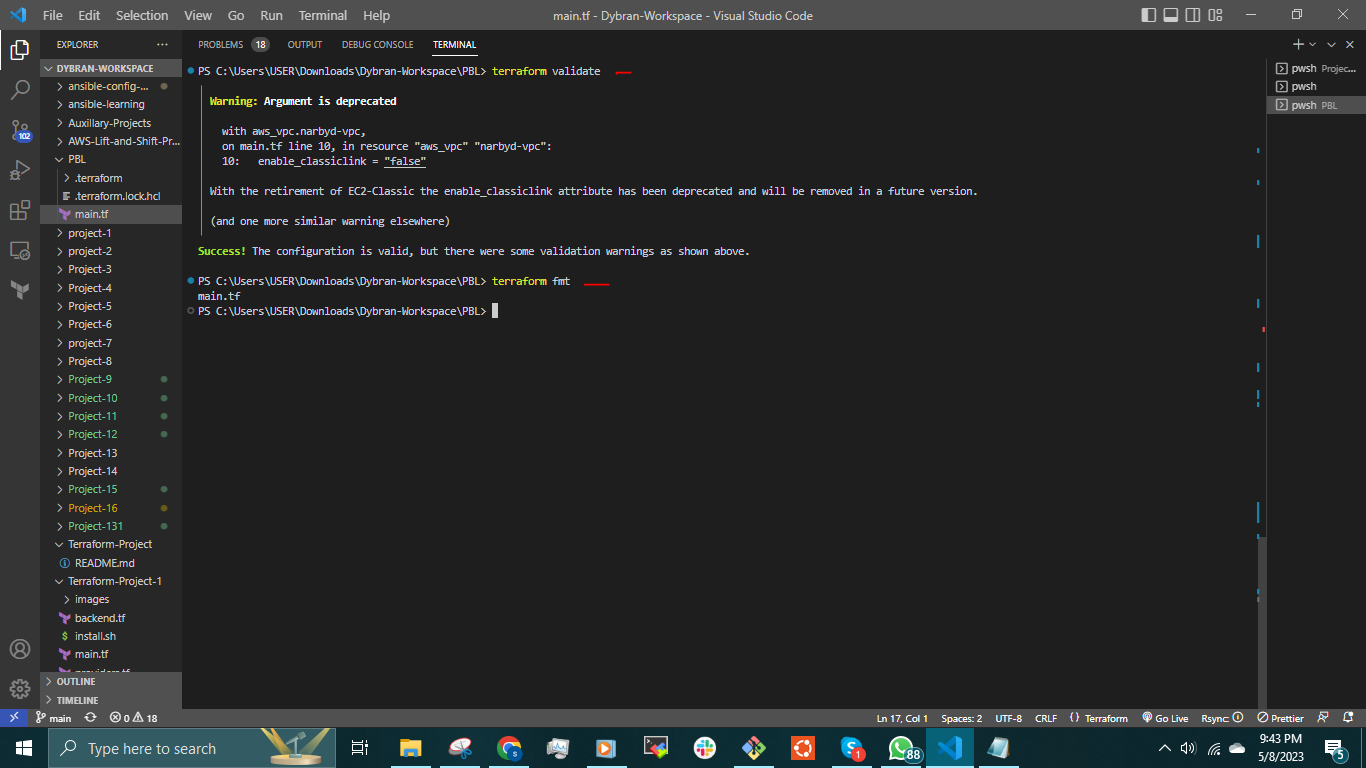 File Edit Selection View Go Run Terminal Help
main.tf - Dybran-Workspace - Visual Studio Code
EXPLORER
DYBRAN-WORKSPACE
ansible-config-...
ansible-learning
Auxillary-Projects
AWS-Lift-and-Shift-Pr...
PBL
.terraform
.terraform.lock.hcl
main.tf
project-1
project-2
Project-3
Project-4
Project-5
Project-6
project-7
Project-8
Project-9
Project-10
Project-11
Project-12
Project-13
Project-14
Project-15
Project-16
Project-131
Terraform-Project
README.md
Terraform-Project-1
images
backend.tf
$ install.sh
main.tf
providers.tf
OUTLINE
TIMELINE
102
PROBLEMS 18 OUTPUT DEBUG CONSOLE TERMINAL
PS C:\Users\USER\Downloads\Dybran-Workspace\PBL> terraform validate
Warning: Argument is deprecated
with aws_vpc.narbyd-vpc,
on main.tf line 10, in resource "aws_vpc" "narbyd-vpc":
10: enable_classiclink = "false"
With the retirement of EC2-Classic the enable_classiclink attribute has been deprecated and will be removed in a future version.
(and one more similar warning elsewhere)
Success! The configuration is valid, but there were some validation warnings as shown above.
PS C:\Users\USER\Downloads\Dybran-Workspace\PBL> terraform fmt
main.tf
PS C:\Users\USER\Downloads\Dybran-Workspace\PBL>
pwsh Projec...
pwsh
pwsh PBL
main 0 18 Ln 17, Col 1 Spaces: 2 UTF-8 CRLF {} Terraform Go Live Rsync: Prettier
Type here to search
1
88
9:43 PM
5/8/2023
5